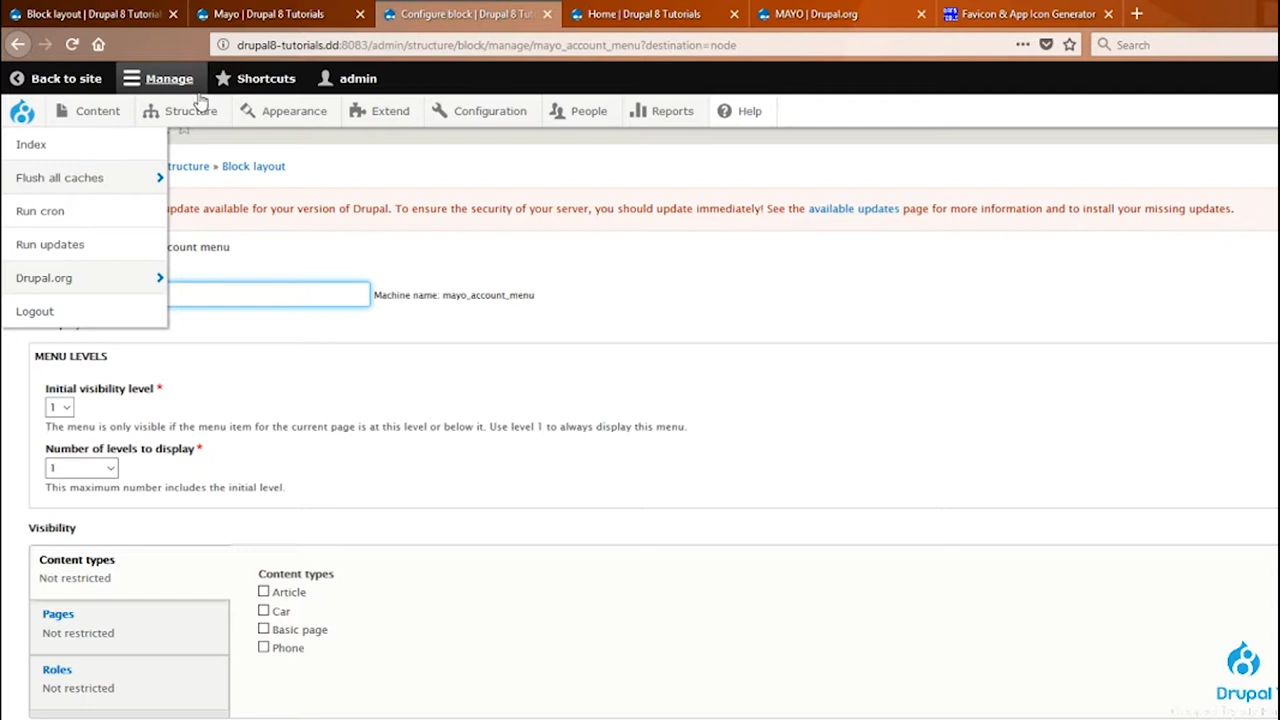 Block layout | Drupal 8 Tutorial
Mayo | Drupal 8 Tutorials
Configure block | Drupal 8 Tut
Home | Drupal 8 Tutorials
MAYO | Drupal.org
Favicon & App Icon Generator
drupal8-tutorials.dd:8083/admin/structure/block/manage/mayo_account_menu?destination=node
Search
Back to site
Manage
Shortcuts
admin
Content
Structure
Appearance
Extend
Configuration
People
Reports
Help
Index
Flush all caches
Run cron
Run updates
Drupal.org
Logout
tructure » Block layout
update available for your version of Drupal. To ensure the security of your server, you should update immediately! See the available updates page for more information and to install your missing updates.
count menu
Machine name: mayo_account_menu
MENU LEVELS
Initial visibility level *
1
The menu is only visible if the menu item for the current page is at this level or below it. Use level 1 to always display this menu.
Number of levels to display *
1
This maximum number includes the initial level.
Visibility
Content types
Not restricted
Pages
Not restricted
Roles
Not restricted
Content types
Article
Car
Basic page
Phone
Drupal